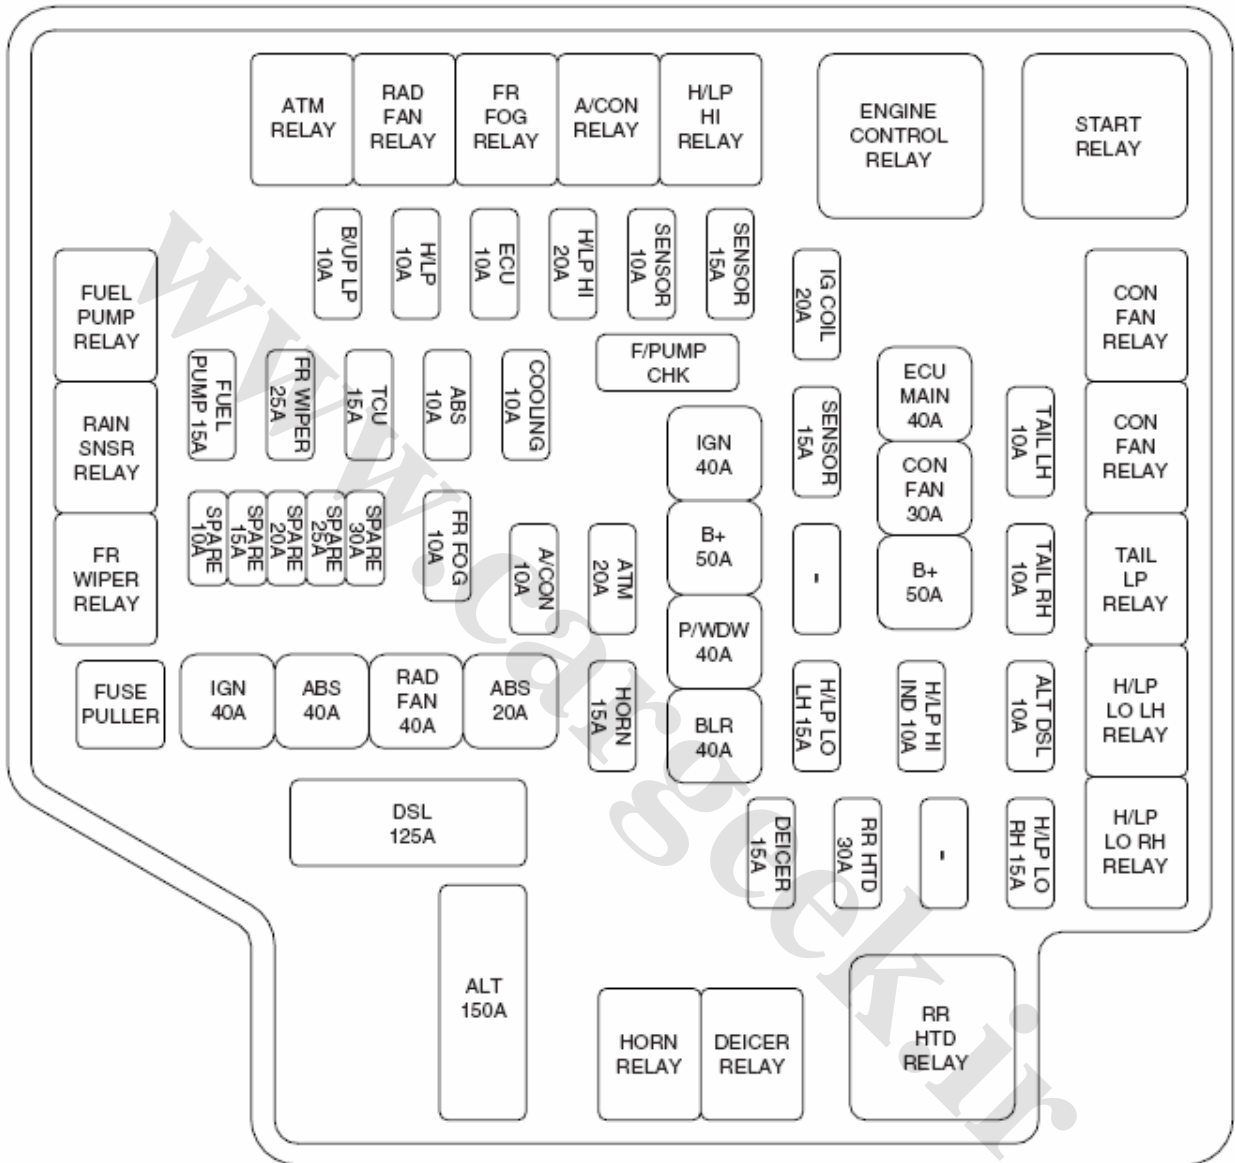 ATM
RELAY
RAD
FAN
RELAY
FR
FOG
RELAY
A/CON
RELAY
H/LP
HI
RELAY
ENGINE
CONTROL
RELAY
START
RELAY
B/UP LP
10A
H/LP
10A
ECU
10A
H/LP HI
20A
SENSOR
10A
SENSOR
15A
IG COIL
20A
FUEL
PUMP
RELAY
CON
FAN
RELAY
F/PUMP
CHK
FUEL
PUMP 15A
FR WIPER
25A
TCU
15A
ABS
10A
COOLING
10A
ECU
MAIN
40A
RAIN
SNSR
RELAY
IGN
40A
SENSOR
15A
CON
FAN
30A
TAIL LH
10A
CON
FAN
RELAY
SPARE
10A
SPARE
15A
SPARE
20A
SPARE
25A
SPARE
30A
FR FOG
10A
A/CON
10A
ATM
20A
B+
50A
-
B+
50A
TAIL RH
10A
TAIL
LP
RELAY
FR
WIPER
RELAY
P/WDW
40A
FUSE
PULLER
IGN
40A
ABS
40A
RAD
FAN
40A
ABS
20A
HORN
15A
BLR
40A
H/LP LO
LH 15A
H/LP HI
IND 10A
ALT DSL
10A
H/LP
LO LH
RELAY
DSL
125A
DEICER
15A
RR HTD
30A
-
H/LP LO
RH 15A
H/LP
LO RH
RELAY
ALT
150A
HORN
RELAY
DEICER
RELAY
RR
HTD
RELAY
www.cargeek.ir